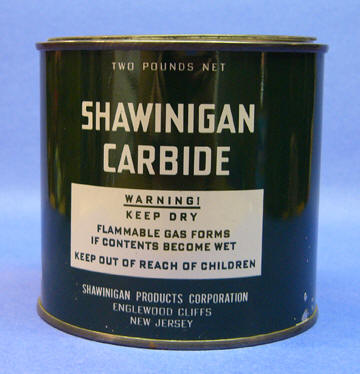 TWO POUNDS NET
SHAWINIGAN
CARBIDE
WARNING!
KEEP DRY
FLAMMABLE GAS FORMS
IF CONTENTS BECOME WET
KEEP OUT OF REACH OF CHILDREN
SHAWINIGAN PRODUCTS CORPORATION
ENGLEWOOD CLIFFS
NEW JERSEY